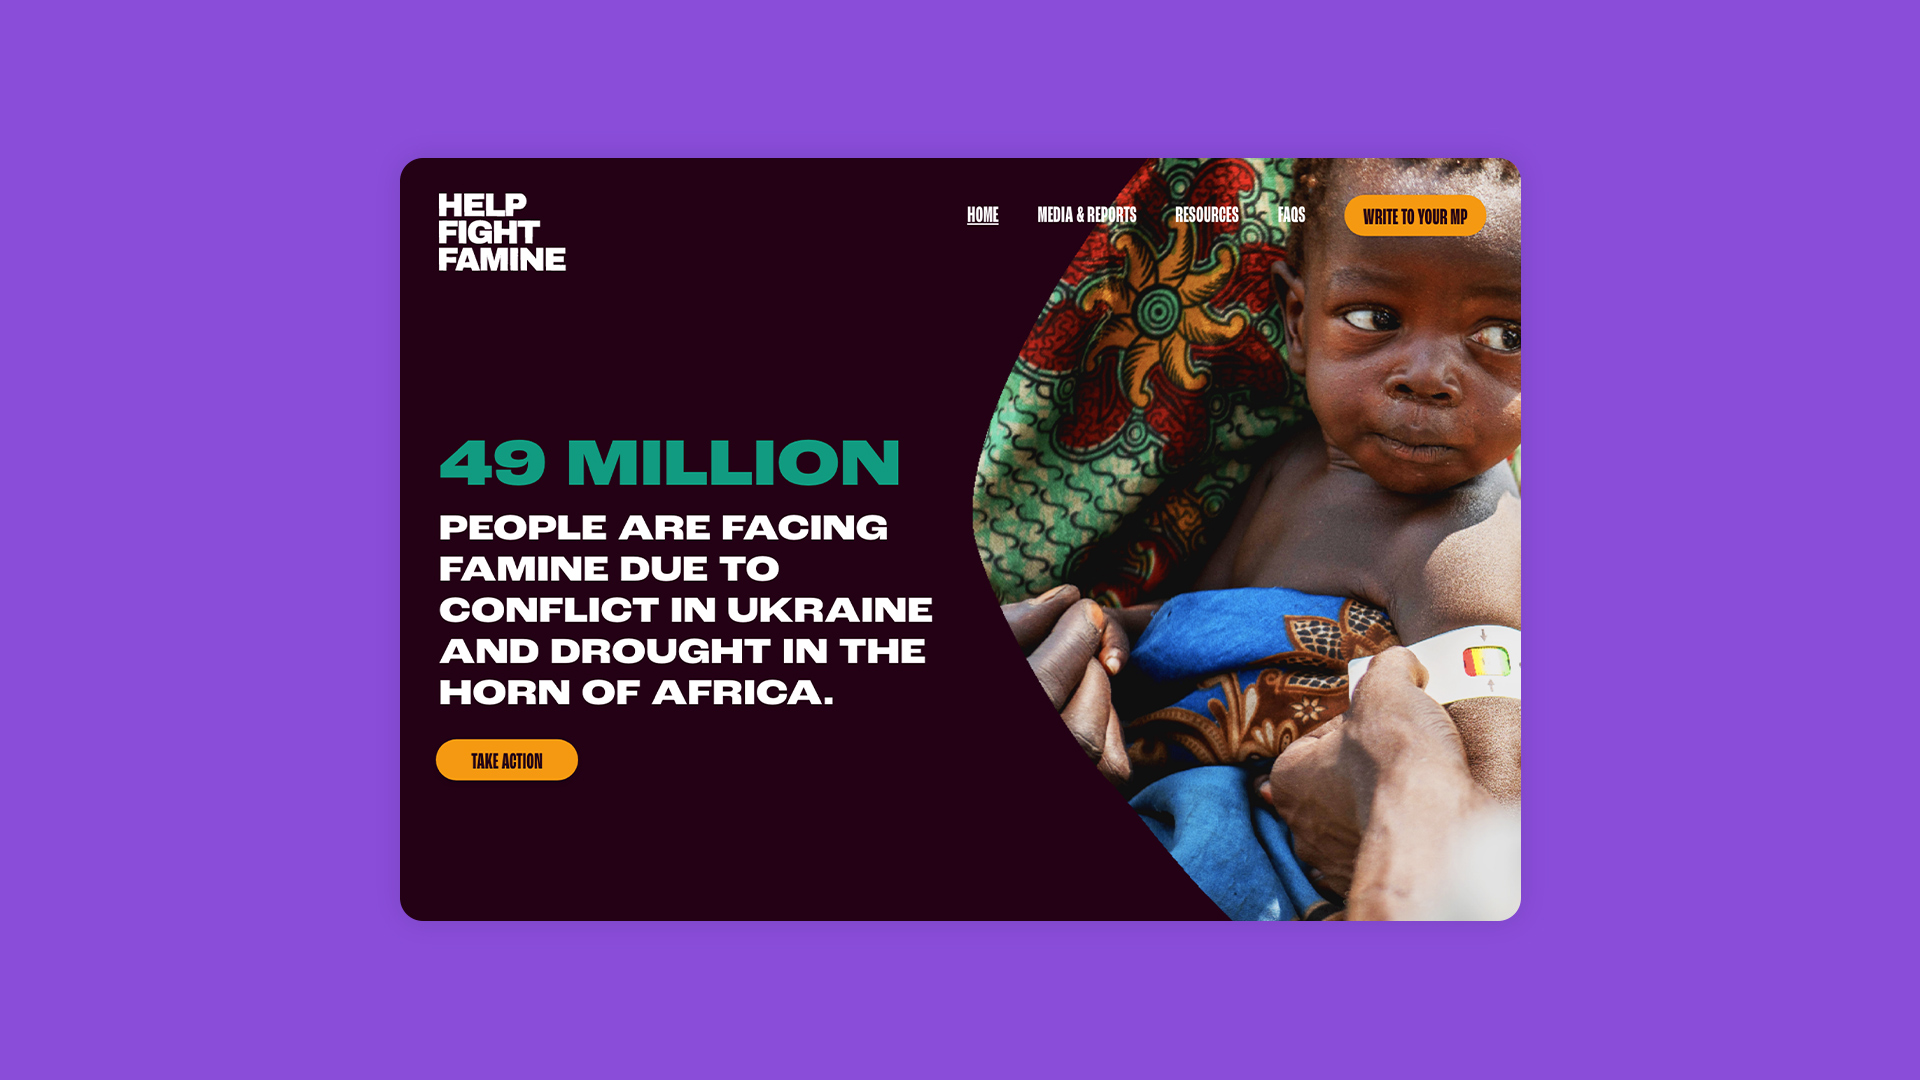 HELP
FIGHT
FAMINE
HOME MEDIA & REPORTS RESOURCES FAQS WRITE TO YOUR MP
49 MILLION
PEOPLE ARE FACING
FAMINE DUE TO
CONFLICT IN UKRAINE
AND DROUGHT IN THE
HORN OF AFRICA.
TAKE ACTION